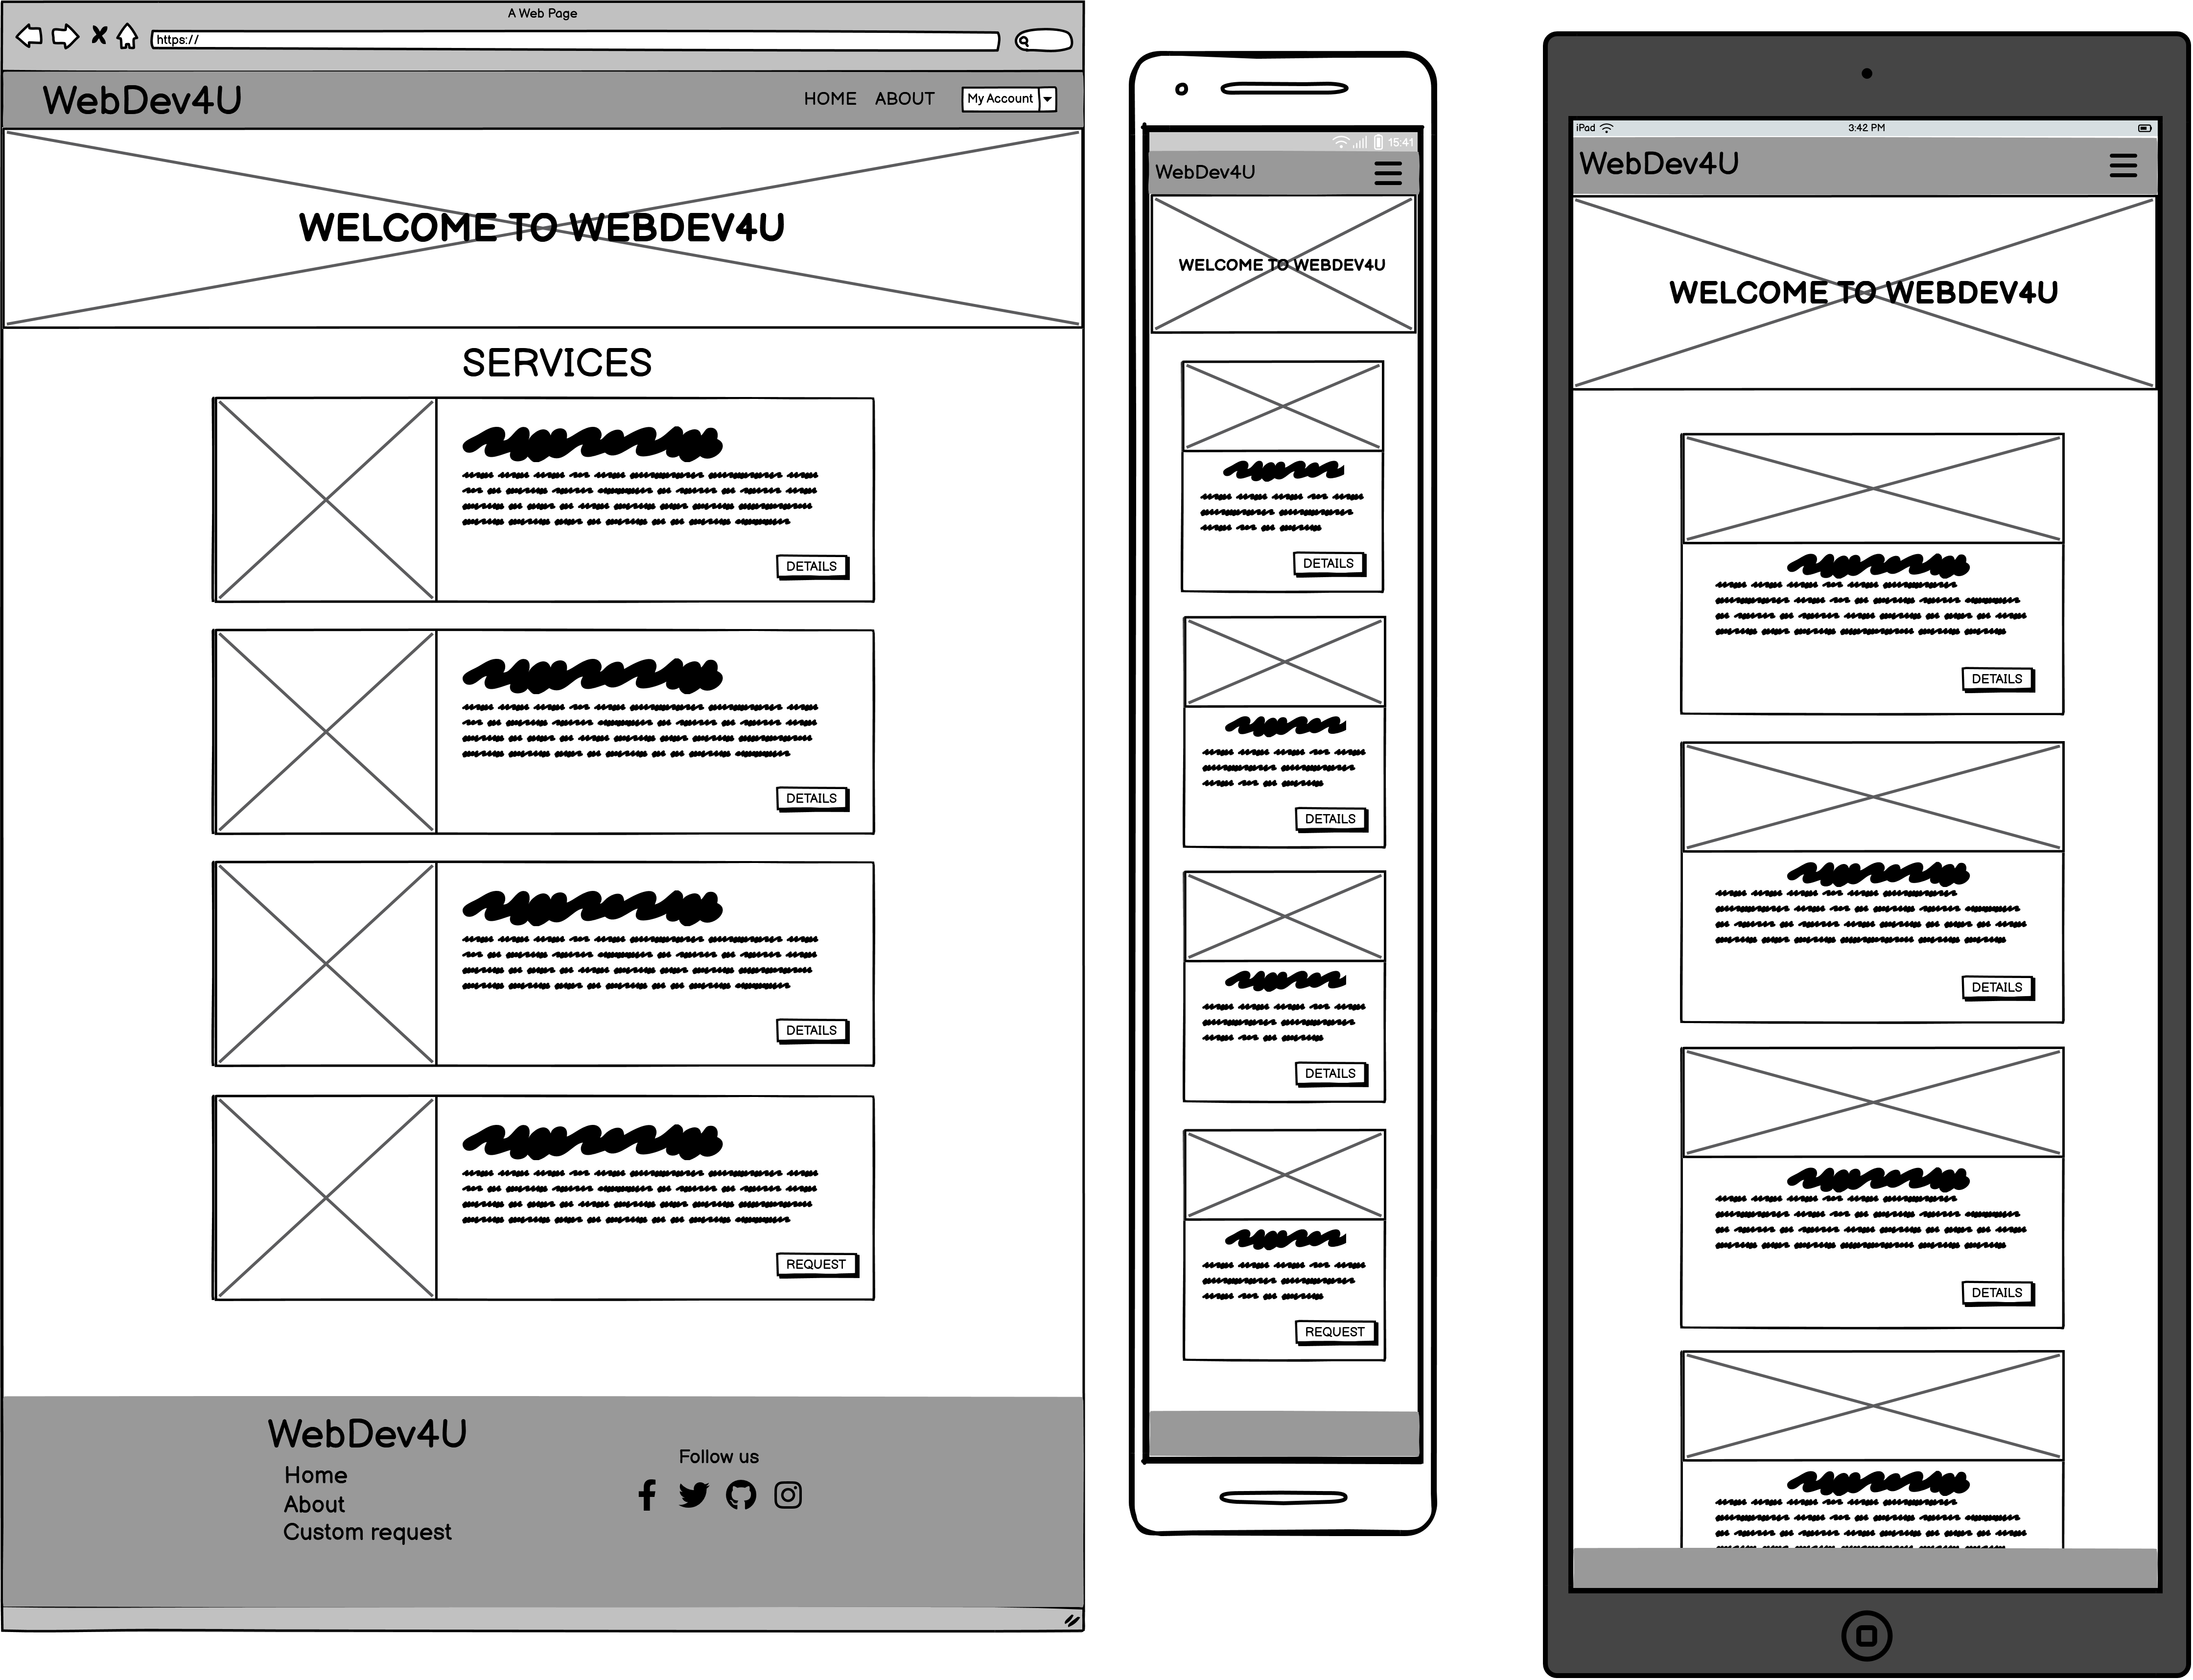 A Web Page
https://
WebDev4U
HOME ABOUT My Account
WELCOME TO WEBDEV4U
SERVICES
DETAILS
DETAILS
DETAILS
REQUEST
WebDev4U
Home
About
Custom request
Follow us
15:41
WebDev4U
WELCOME TO WEBDEV4U
DETAILS
DETAILS
DETAILS
REQUEST
iPad 3:42 PM
WebDev4U
WELCOME TO WEBDEV4U
DETAILS
DETAILS
DETAILS